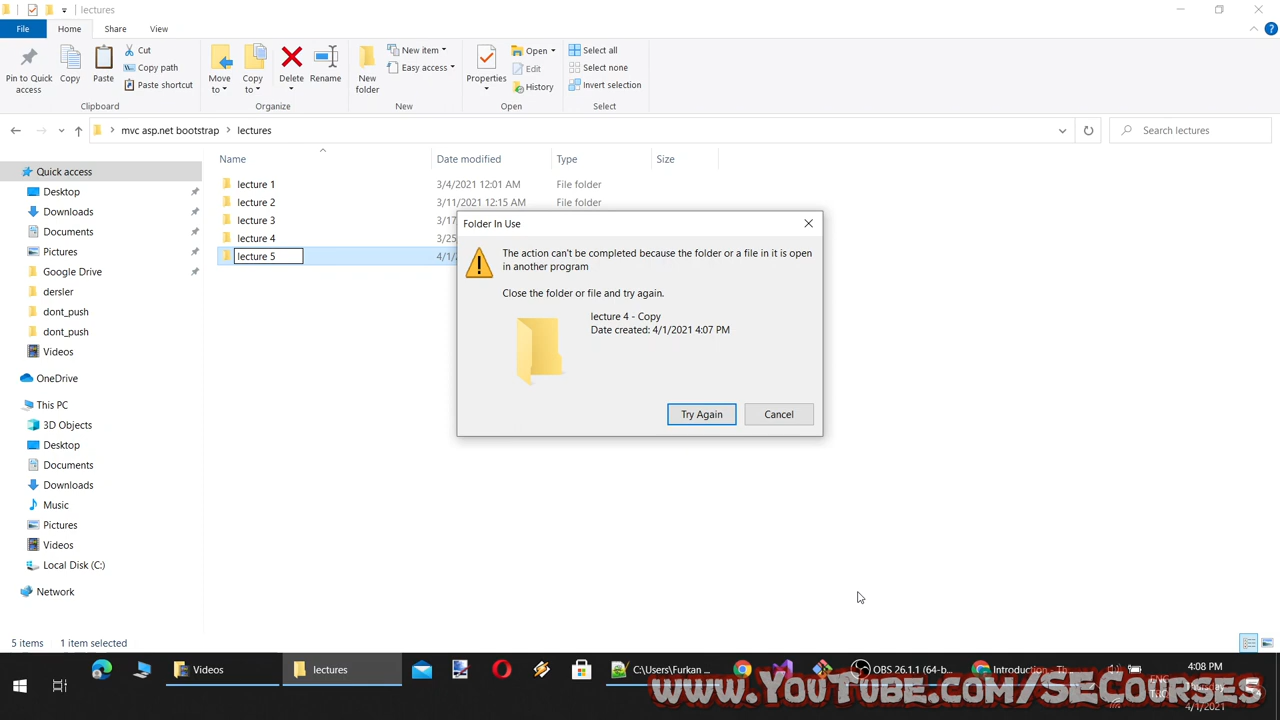 lectures
File Home Share View
Pin to Quick access
Copy
Paste
Cut
Copy path
Paste shortcut
Clipboard
Move to
Copy to
Delete
Rename
Organize
New folder
New item
Easy access
New
Properties
Open
Edit
History
Open
Select all
Select none
Invert selection
Select
mvc asp.net bootstrap > lectures
Search lectures
Name Date modified Type Size
lecture 1 3/4/2021 12:01 AM File folder
lecture 2 3/11/2021 12:15 AM File folder
lecture 3 3/17
lecture 4 3/25
lecture 5 4/1/
Quick access
Desktop
Downloads
Documents
Pictures
Google Drive
dersler
dont_push
dont_push
Videos
OneDrive
This PC
3D Objects
Desktop
Documents
Downloads
Music
Pictures
Videos
Local Disk (C:)
Network
Folder In Use
The action can't be completed because the folder or a file in it is open
in another program
Close the folder or file and try again.
lecture 4 - Copy
Date created: 4/1/2021 4:07 PM
Try Again Cancel
5 items 1 item selected
Videos
lectures
C:\Users\Furkan ...
OBS 26.1.1 (64-b...
Introduction - Th...
4:08 PM
4/1/2021
www.YouTube.com/SECourses